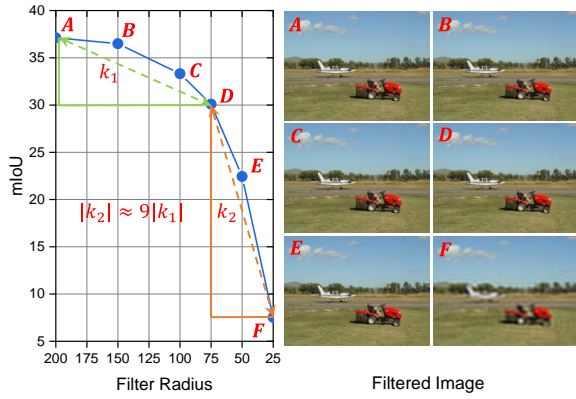 40
35
30
25
20
15
10
5
mIoU
A
B
C
D
E
F
k₁
k₂
|k₂| ≈ 9|k₁|
200 175 150 125 100 75 50 25
Filter Radius
A B
C D
E F
Filtered Image